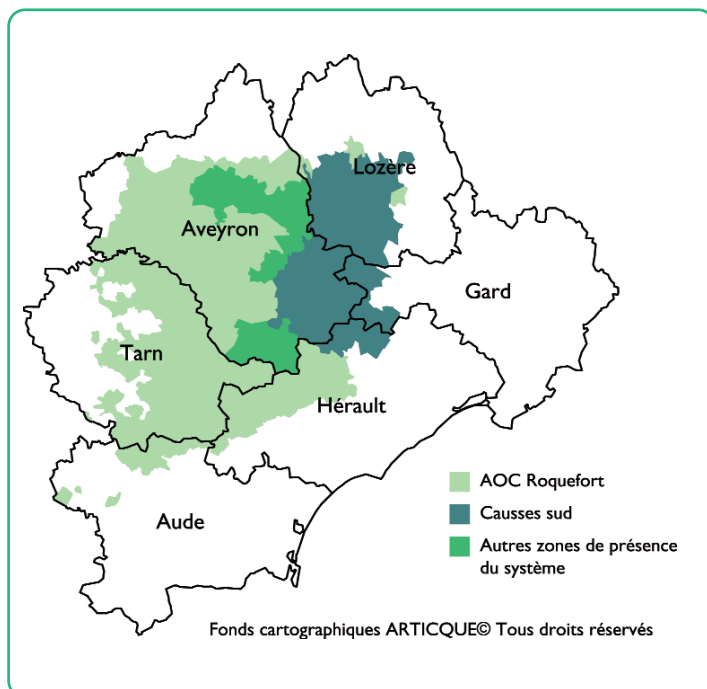 Lozère
Aveyron
Gard
Tarn
Hérault
Aude
AOC Roquefort
Causses sud
Autres zones de présence
du système
Fonds cartographiques ARTICQUE© Tous droits réservés